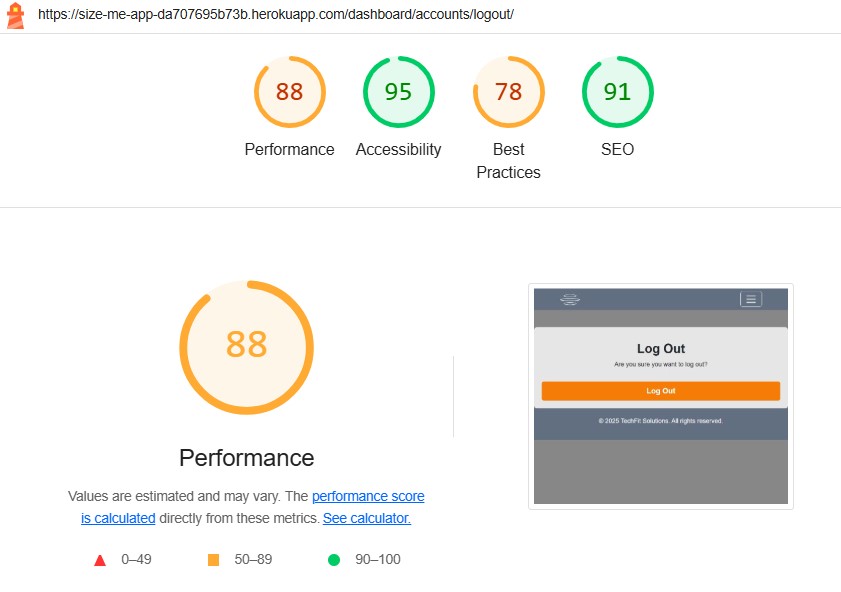 https://size-me-app-da707695b73b.herokuapp.com/dashboard/accounts/logout/
88
95
78
91
Performance
Accessibility
Best
Practices
SEO
88
Performance
Values are estimated and may vary. The performance score
is calculated directly from these metrics. See calculator.
0–49
50–89
90–100
Log Out
Are you sure you want to log out?
Log Out
© 2025 TechFit Solutions. All rights reserved.